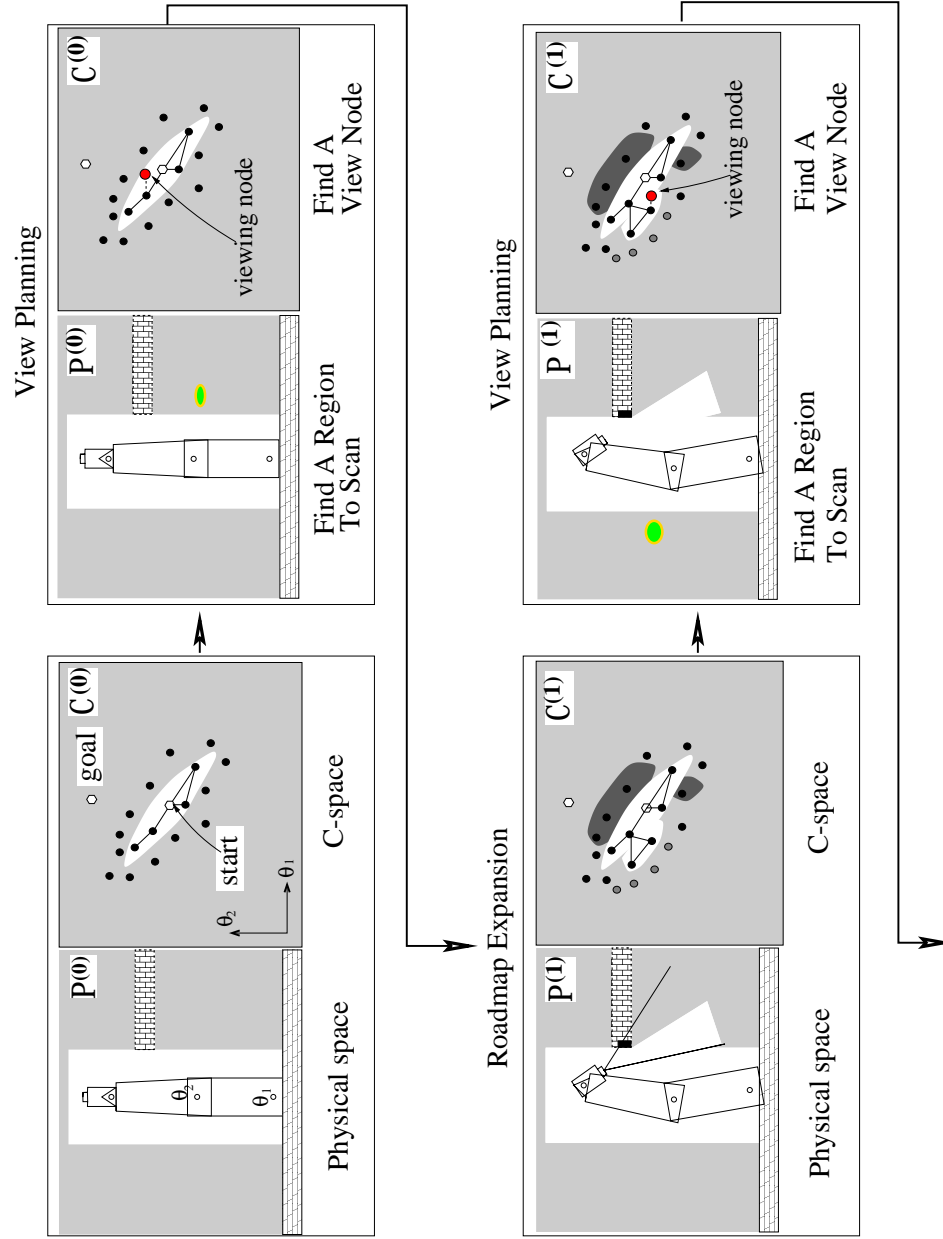 P(0)
θ2
θ1
Physical space
C(0)
goal
start
θ2
θ1
C-space
View Planning
P(0)
Find A Region
To Scan
C(0)
viewing node
Find A
View Node
Roadmap Expansion
P(1)
Physical space
C(1)
C-space
View Planning
P(1)
Find A Region
To Scan
C(1)
viewing node
Find A
View Node